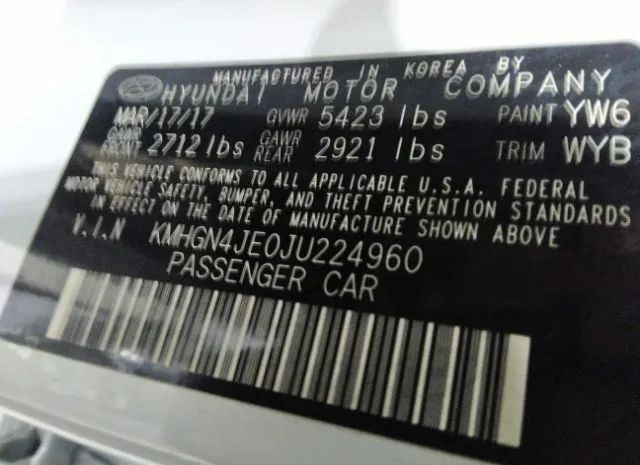 MANUFACTURED IN KOREA BY
HYUNDAI MOTOR COMPANY
MAR/17/17 GVWR 5423 lbs PAINT YW6
GAWR FRONT 2712 lbs GAWR REAR 2921 lbs TRIM WYB
THIS VEHICLE CONFORMS TO ALL APPLICABLE U.S.A. FEDERAL
MOTOR VEHICLE SAFETY, BUMPER, AND THEFT PREVENTION STANDARDS
IN EFFECT ON THE DATE OF MANUFACTURE SHOWN ABOVE
V.I.N KMHGN4JE0JU224960
PASSENGER CAR